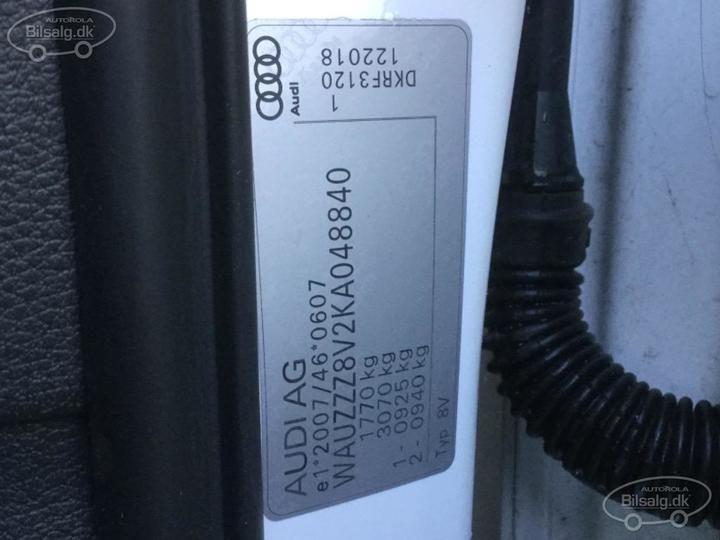 AUDI AG
e1*2007/46*0607
WAUZZZ8V2KA048840
1770 kg
3070 kg
1 - 0925 kg
2 - 0940 kg
Typ 8V
Audi
1
DKRF3120
122018
AUTOROLA
Bilsalg.dk
AUTOROLA
Bilsalg.dk